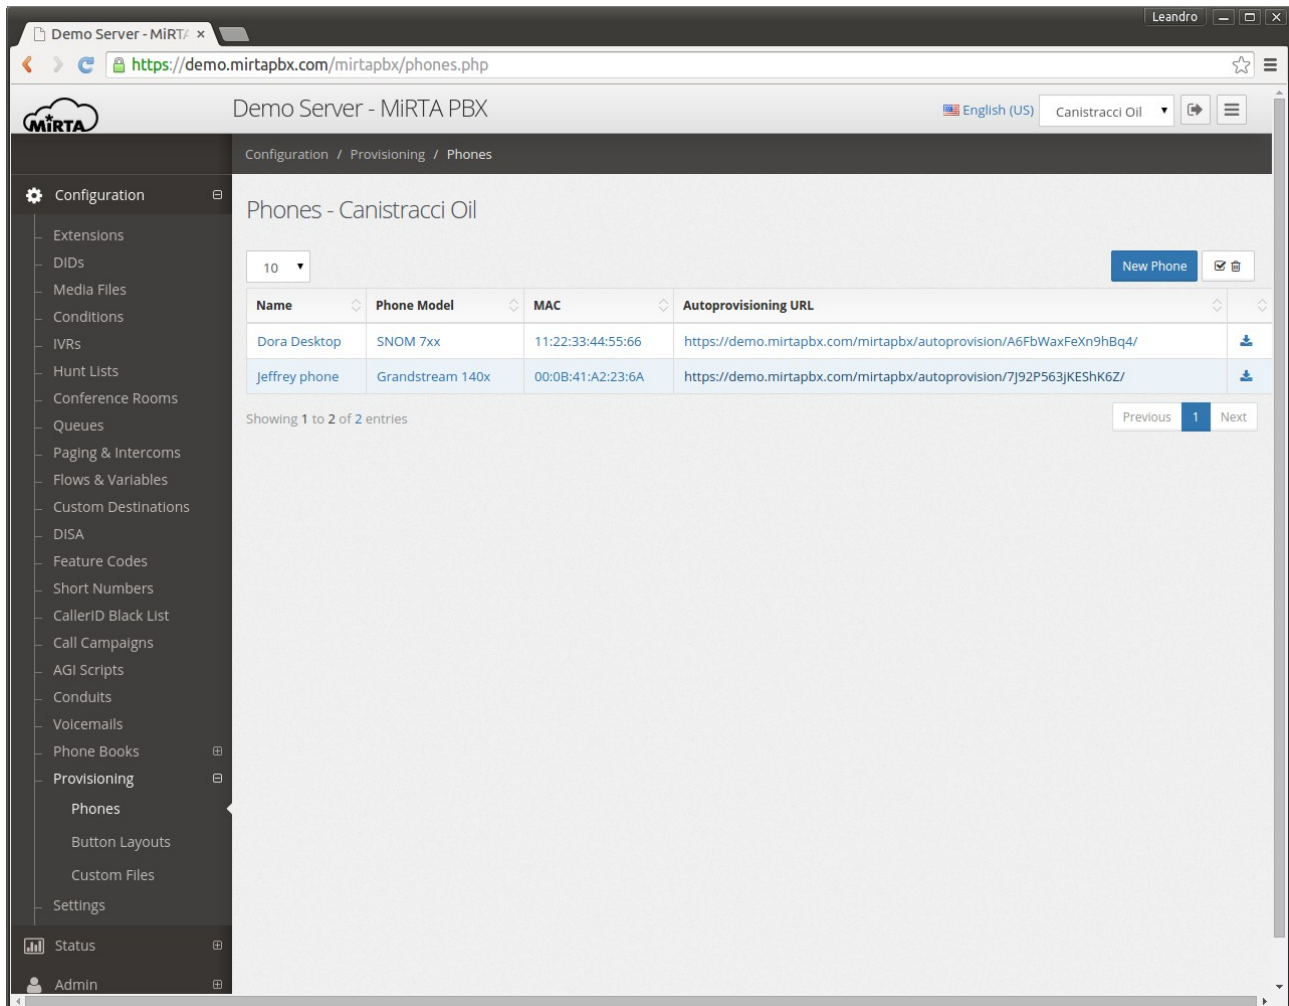 Leandro
Demo Server - MiRTA
https://demo.mirtapbx.com/mirtapbx/phones.php
MiRTA
Demo Server - MiRTA PBX
English (US)
Canistracci Oil
Configuration / Provisioning / Phones
Configuration
Extensions
DIDs
Media Files
Conditions
IVRs
Hunt Lists
Conference Rooms
Queues
Paging & Intercoms
Flows & Variables
Custom Destinations
DISA
Feature Codes
Short Numbers
CallerID Black List
Call Campaigns
AGI Scripts
Conduits
Voicemails
Phone Books
Provisioning
Phones
Button Layouts
Custom Files
Settings
Status
Admin
Phones - Canistracci Oil
10
New Phone
Name Phone Model MAC Autoprovisioning URL
Dora Desktop SNOM 7xx 11:22:33:44:55:66 https://demo.mirtapbx.com/mirtapbx/autoprovision/A6FbWaxFeXn9hBq4/
Jeffrey phone Grandstream 140x 00:0B:41:A2:23:6A https://demo.mirtapbx.com/mirtapbx/autoprovision/7J92P563jKEShK6Z/
Showing 1 to 2 of 2 entries
Previous 1 Next